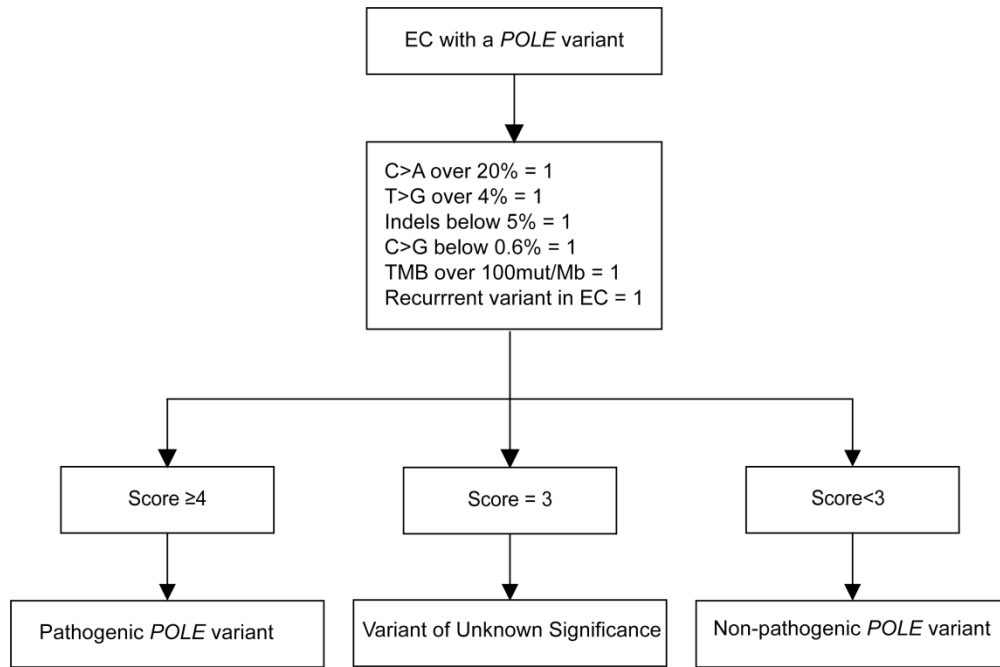 EC with a POLE variant
C>A over 20% = 1
T>G over 4% = 1
Indels below 5% = 1
C>G below 0.6% = 1
TMB over 100mut/Mb = 1
Recurrrent variant in EC = 1
Score ≥4
Score = 3
Score<3
Pathogenic POLE variant
Variant of Unknown Significance
Non-pathogenic POLE variant